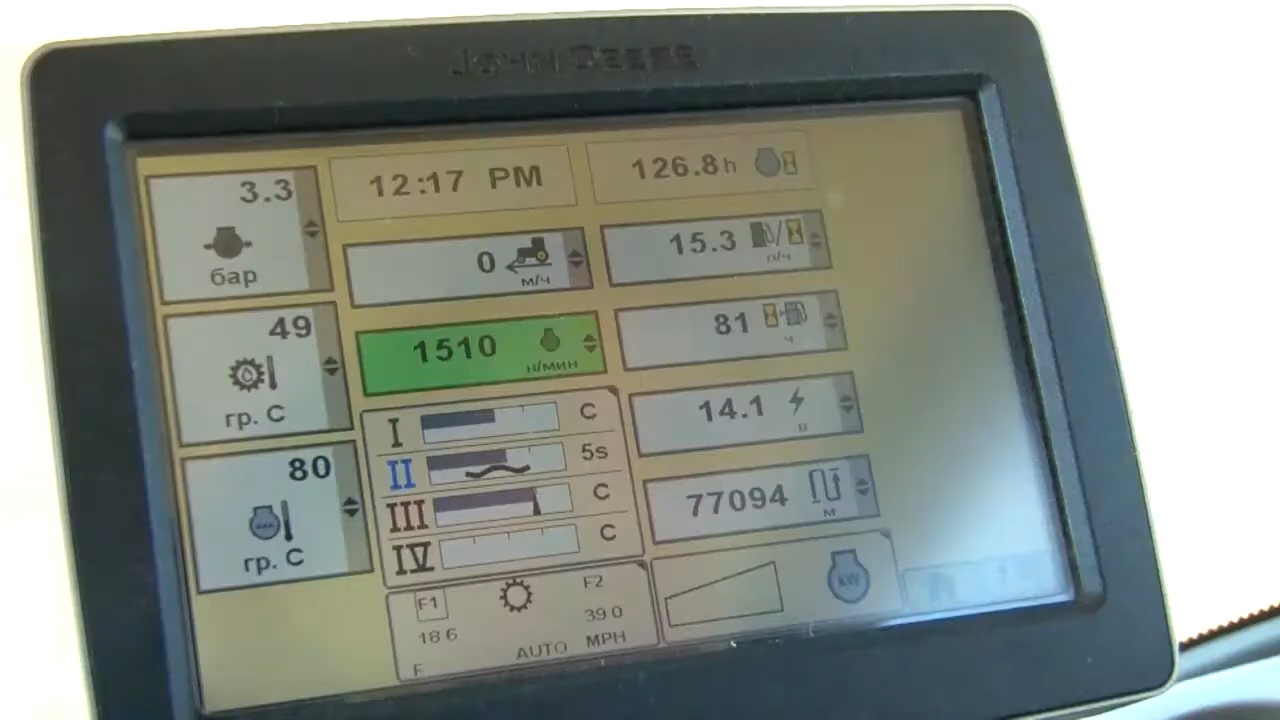 JOHN DEERE
3.3
бар
49
гр. С
80
гр. С
12:17 PM
0
м/ч
1510
н/мин
I C
II 5s
III C
IV C
F1 F2
18.6 39.0
AUTO MPH
F
126.8 h
15.3
л/ч
81
ч
14.1
в
77094
м
kW